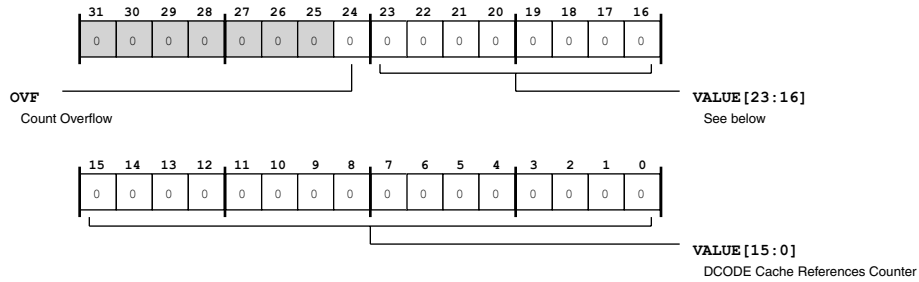 31 30 29 28 27 26 25 24 23 22 21 20 19 18 17 16
0 0 0 0 0 0 0 0 0 0 0 0 0 0 0 0
OVF
Count Overflow
VALUE[23:16]
See below
15 14 13 12 11 10 9 8 7 6 5 4 3 2 1 0
0 0 0 0 0 0 0 0 0 0 0 0 0 0 0 0
VALUE[15:0]
DCODE Cache References Counter